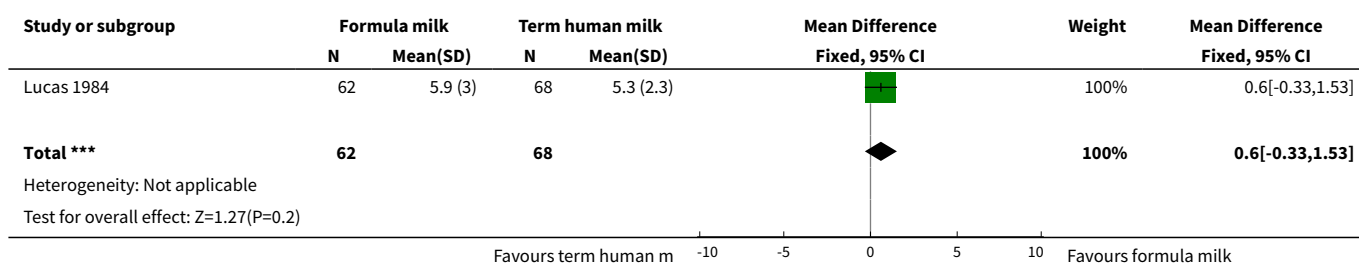 Study or subgroup Formula milk Term human milk Mean Difference Weight Mean Difference
N Mean(SD) N Mean(SD) Fixed, 95% CI Fixed, 95% CI
Lucas 1984 62 5.9 (3) 68 5.3 (2.3) 100% 0.6[-0.33,1.53]
Total *** 62 68 100% 0.6[-0.33,1.53]
Heterogeneity: Not applicable
Test for overall effect: Z=1.27(P=0.2)
Favours term human m -10 -5 0 5 10 Favours formula milk